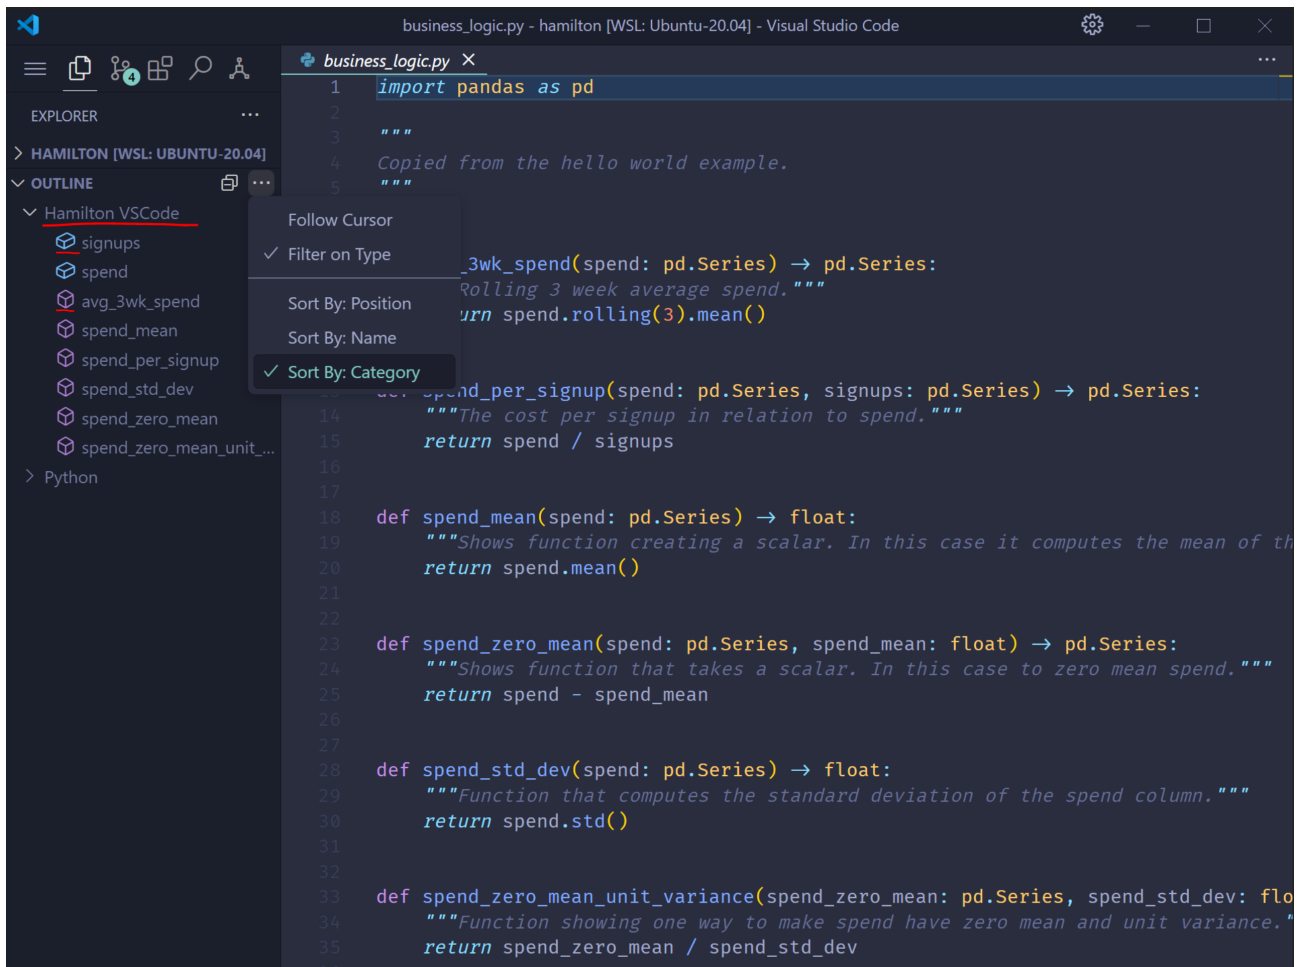 business_logic.py - hamilton [WSL: Ubuntu-20.04] - Visual Studio Code
4
business_logic.py
EXPLORER
HAMILTON [WSL: UBUNTU-20.04]
OUTLINE
Hamilton VSCode
signups
spend
avg_3wk_spend
spend_mean
spend_per_signup
spend_std_dev
spend_zero_mean
spend_zero_mean_unit_...
Python
Follow Cursor
✓ Filter on Type
Sort By: Position
Sort By: Name
✓ Sort By: Category
1 import pandas as pd
2
3 """
4 Copied from the hello world example.
5 """
_3wk_spend(spend: pd.Series) → pd.Series:
Rolling 3 week average spend."""
urn spend.rolling(3).mean()
spend_per_signup(spend: pd.Series, signups: pd.Series) → pd.Series:
14 """The cost per signup in relation to spend."""
15 return spend / signups
16
17
18 def spend_mean(spend: pd.Series) → float:
19 """Shows function creating a scalar. In this case it computes the mean of th
20 return spend.mean()
21
22
23 def spend_zero_mean(spend: pd.Series, spend_mean: float) → pd.Series:
24 """Shows function that takes a scalar. In this case to zero mean spend."""
25 return spend - spend_mean
26
27
28 def spend_std_dev(spend: pd.Series) → float:
29 """Function that computes the standard deviation of the spend column."""
30 return spend.std()
31
32
33 def spend_zero_mean_unit_variance(spend_zero_mean: pd.Series, spend_std_dev: flo
34 """Function showing one way to make spend have zero mean and unit variance."
35 return spend_zero_mean / spend_std_dev